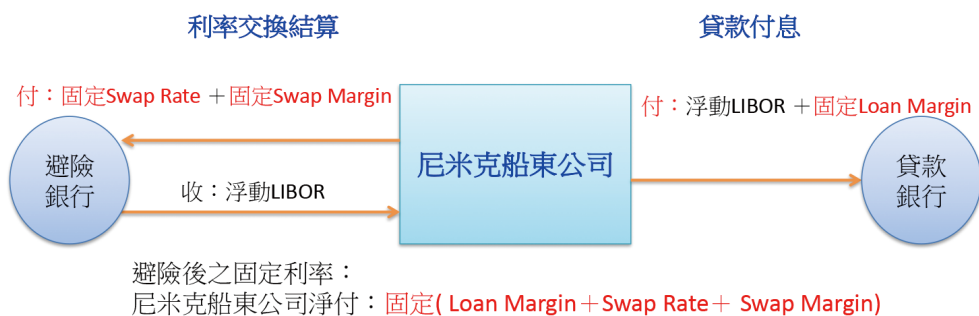 利率交換結算
貸款付息
付：固定Swap Rate ＋固定Swap Margin
付：浮動LIBOR ＋固定Loan Margin
避險
銀行
尼米克船東公司
貸款
銀行
收：浮動LIBOR
避險後之固定利率：
尼米克船東公司淨付：固定( Loan Margin＋Swap Rate＋ Swap Margin)